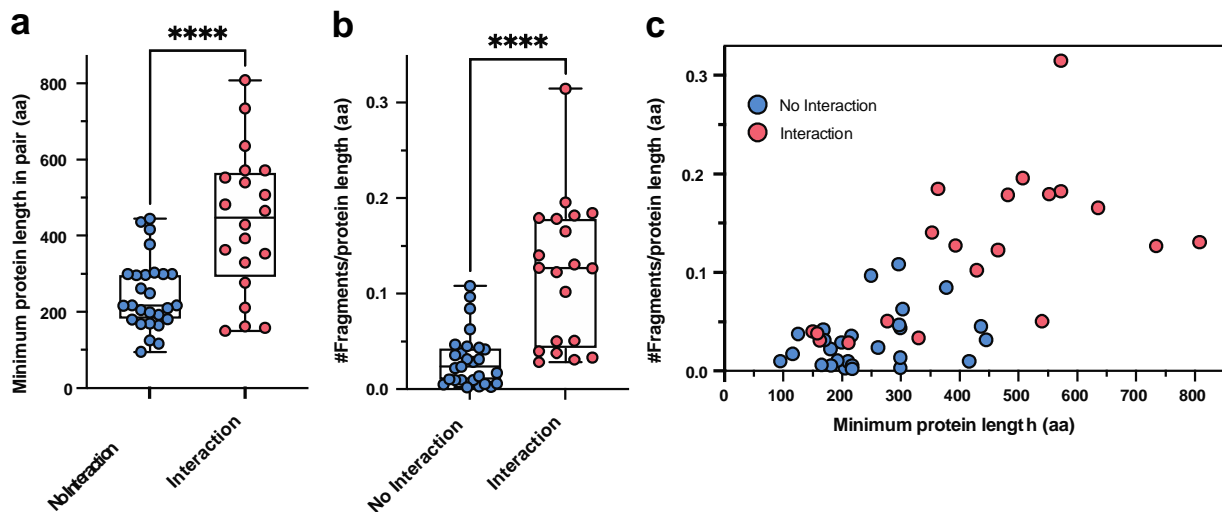 a
****
Minimum protein length in pair (aa)
800
600
400
200
0
Interaction
b
****
#Fragments/protein length (aa)
0.3
0.2
0.1
0.0
No Interaction
Interaction
c
#Fragments/protein length (aa)
0.3
0.2
0.1
0.0
No Interaction
Interaction
0
100
200
300
400
500
600
700
800
Minimum protein length (aa)